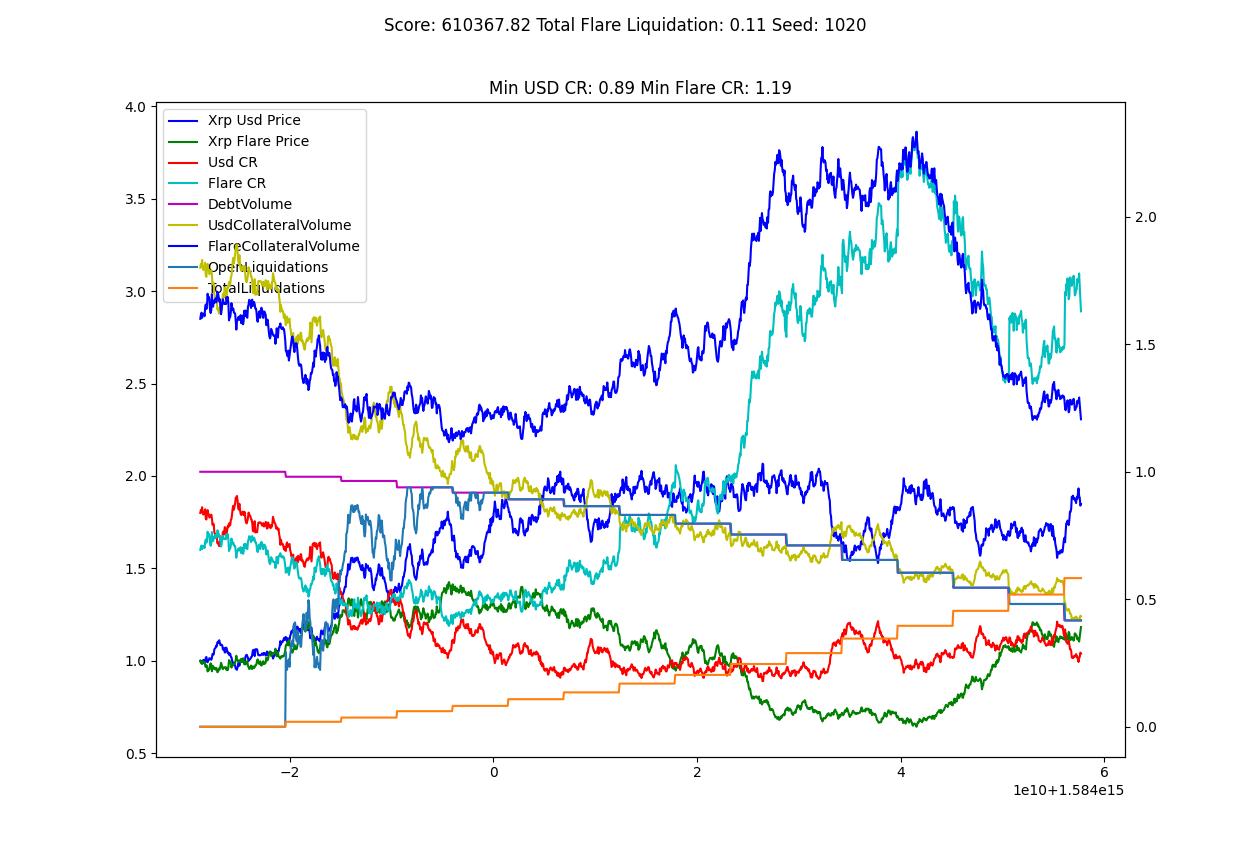 Score: 610367.82 Total Flare Liquidation: 0.11 Seed: 1020
Min USD CR: 0.89 Min Flare CR: 1.19
Xrp Usd Price
Xrp Flare Price
Usd CR
Flare CR
DebtVolume
UsdCollateralVolume
FlareCollateralVolume
OpenLiquidations
TotalLiquidations
4.0
3.5
3.0
2.5
2.0
1.5
1.0
0.5
2.0
1.5
1.0
0.5
0.0
−2 0 2 4 6
1e10+1.584e15